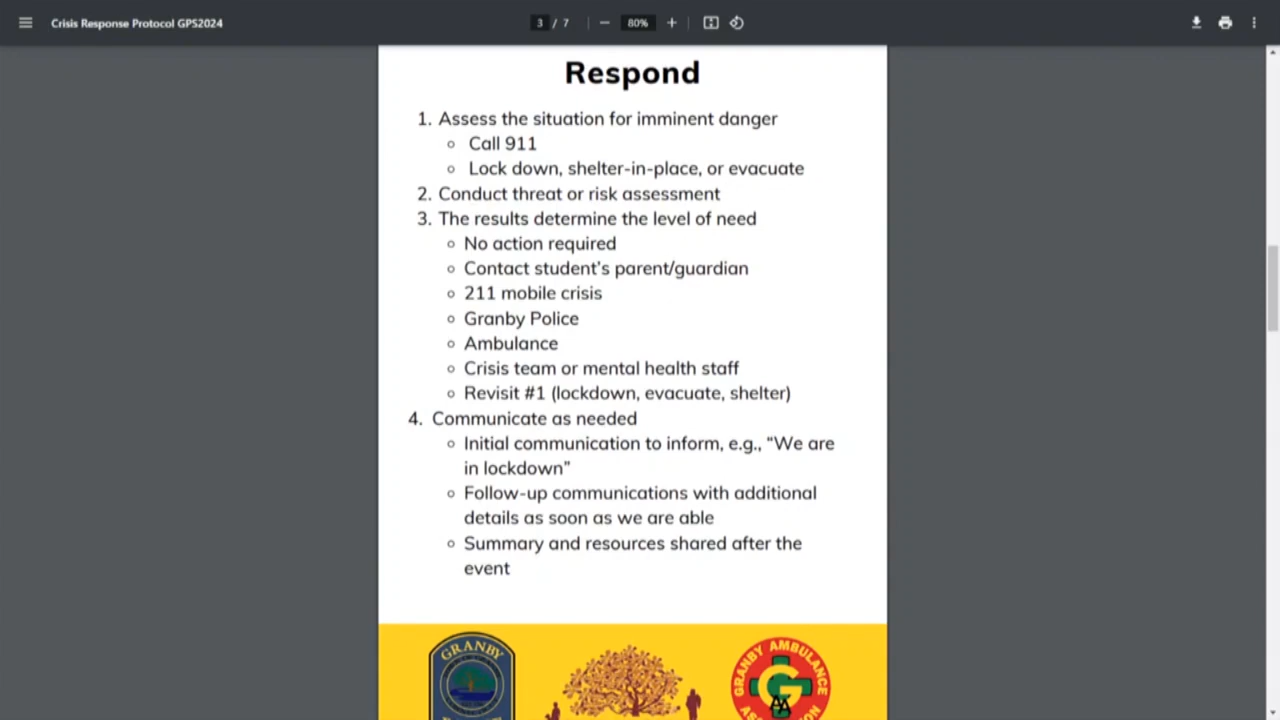 Crisis Response Protocol GPS2024
3 / 7
80%
Respond
1. Assess the situation for imminent danger
Call 911
Lock down, shelter-in-place, or evacuate
2. Conduct threat or risk assessment
3. The results determine the level of need
No action required
Contact student's parent/guardian
211 mobile crisis
Granby Police
Ambulance
Crisis team or mental health staff
Revisit #1 (lockdown, evacuate, shelter)
4. Communicate as needed
Initial communication to inform, e.g., "We are
in lockdown"
Follow-up communications with additional
details as soon as we are able
Summary and resources shared after the
event
GRANBY
GRANBY AMBULANCE
G